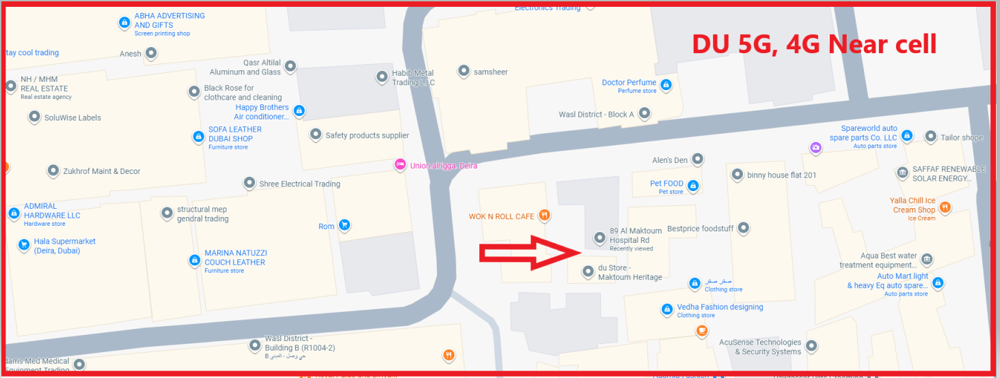 Electronics Trading
ABHA ADVERTISING
AND GIFTS
Screen printing shop
DU 5G, 4G Near cell
tay cool trading
Anesh
Qasr Altilal
Aluminum and Glass
Habib Metal
Trading L.L.C
samsheer
NH / MHM
REAL ESTATE
Real estate agency
Black Rose for
clothcare and cleaning
Doctor Perfume
Perfume store
Happy Brothers
Air conditioner...
SoluWise Labels
Wasl District - Block A
SOFA LEATHER
DUBAI SHOP
Furniture store
Safety products supplier
Spareworld auto
spare parts Co. LLC
Auto parts store
Tailor shope
Alen's Den
Union,alrigga, Deira
Zukhrof Maint & Decor
Shree Electrical Trading
Pet FOOD
Pet store
binny house flat 201
SAFFAF RENEWABLE
SOLAR ENERGY...
ADMIRAL
HARDWARE LLC
Hardware store
structural mep
gendral trading
Rom
WOK N ROLL CAFE
Yalla Chill Ice
Cream Shop
Ice Cream
89 Al Maktoum
Hospital Rd
Recently viewed
Bestprice foodstuff
Hala Supermarket
(Deira, Dubai)
MARINA NATUZZI
COUCH LEATHER
Furniture store
du Store -
Maktoum Heritage
Aqua Best water
treatment equipment...
صقر صقر
Clothing store
Auto Mart light
& heavy Eq auto spare...
Auto parts store
Vedha Fashion designing
Clothing store
Wasl District -
Building B (R1004-2)
حي وصل - المبنى B
AcuSense Technologies
& Security Systems
dams Med Medical
Equipment Trading